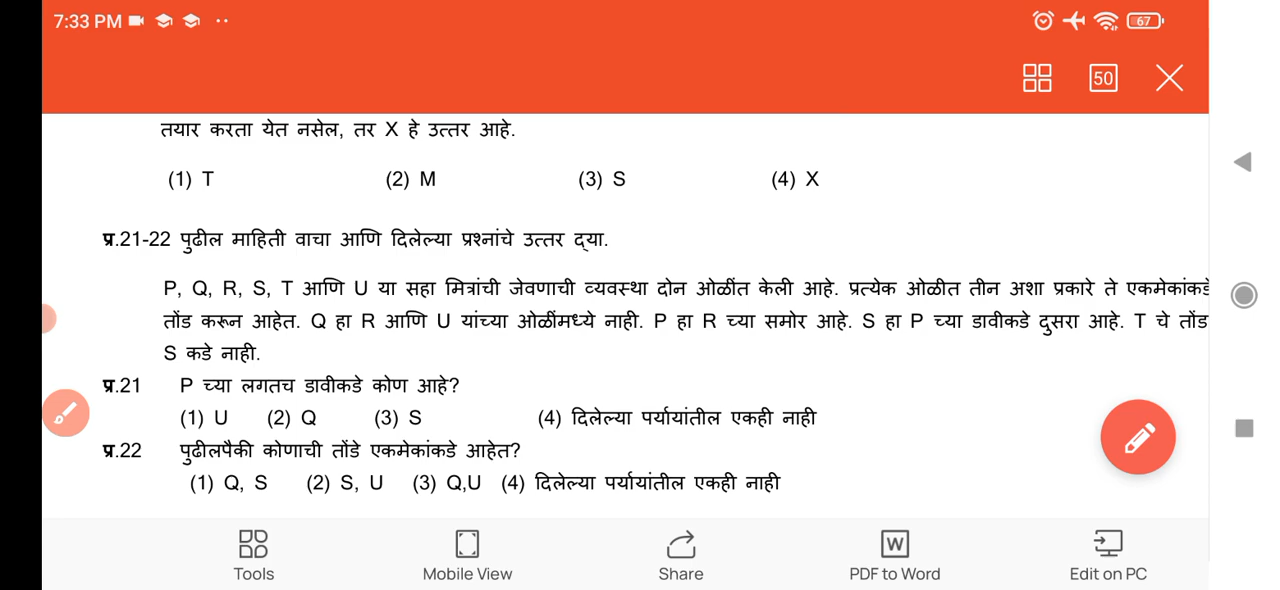 7:33 PM
67
50
तयार करता येत नसेल, तर X हे उत्तर आहे.
(1) T (2) M (3) S (4) X
प्र.21-22 पुढील माहिती वाचा आणि दिलेल्या प्रश्नांचे उत्तर द्या.
P, Q, R, S, T आणि U या सहा मित्रांची जेवणाची व्यवस्था दोन ओळींत केली आहे. प्रत्येक ओळीत तीन अशा प्रकारे ते एकमेकांकडे
तोंड करून आहेत. Q हा R आणि U यांच्या ओळींमध्ये नाही. P हा R च्या समोर आहे. S हा P च्या डावीकडे दुसरा आहे. T चे तोंड
S कडे नाही.
प्र.21 P च्या लगतच डावीकडे कोण आहे?
(1) U (2) Q (3) S (4) दिलेल्या पर्यायांतील एकही नाही
प्र.22 पुढीलपैकी कोणाची तोंडे एकमेकांकडे आहेत?
(1) Q, S (2) S, U (3) Q,U (4) दिलेल्या पर्यायांतील एकही नाही
Tools Mobile View Share PDF to Word Edit on PC